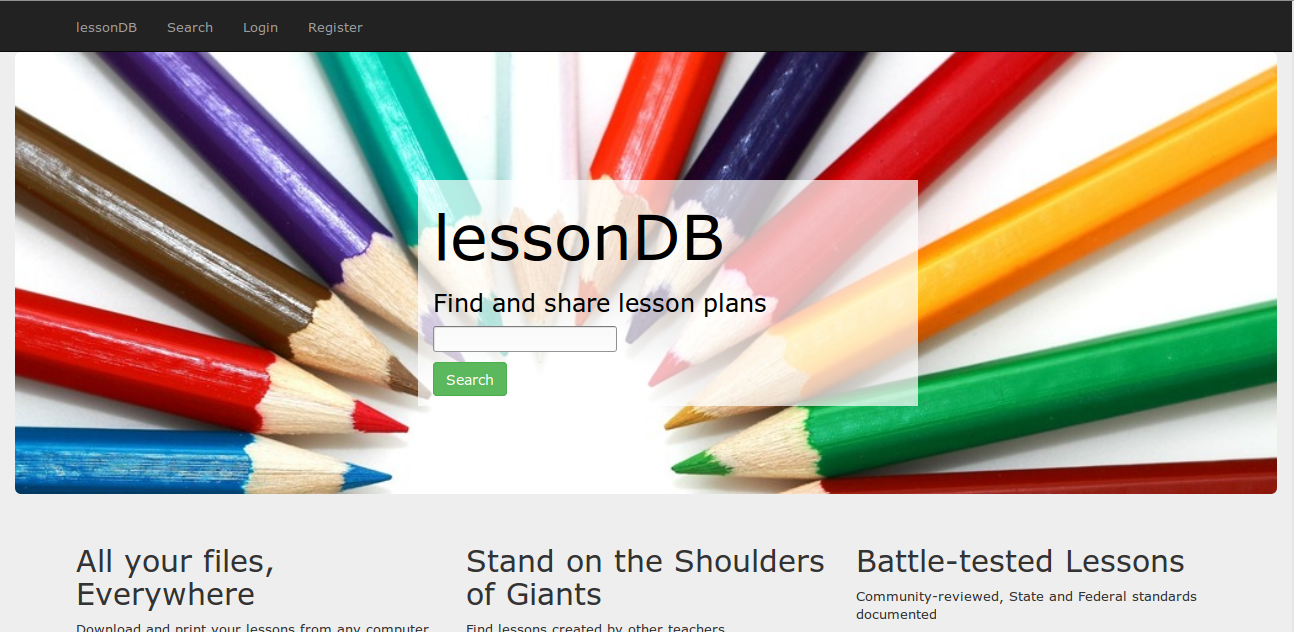 lessonDB Search Login Register
lessonDB
Find and share lesson plans
Search
All your files,
Everywhere
Download and print your lessons from any computer
Stand on the Shoulders
of Giants
Find lessons created by other teachers
Battle-tested Lessons
Community-reviewed, State and Federal standards
documented